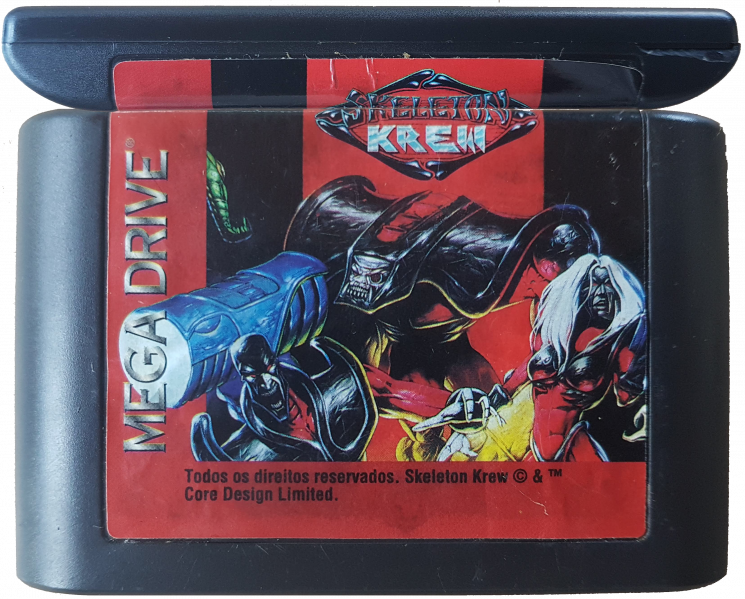 SKELETON
KREW
MEGA DRIVE®
Todos os direitos reservados. Skeleton Krew © & ™
Core Design Limited.